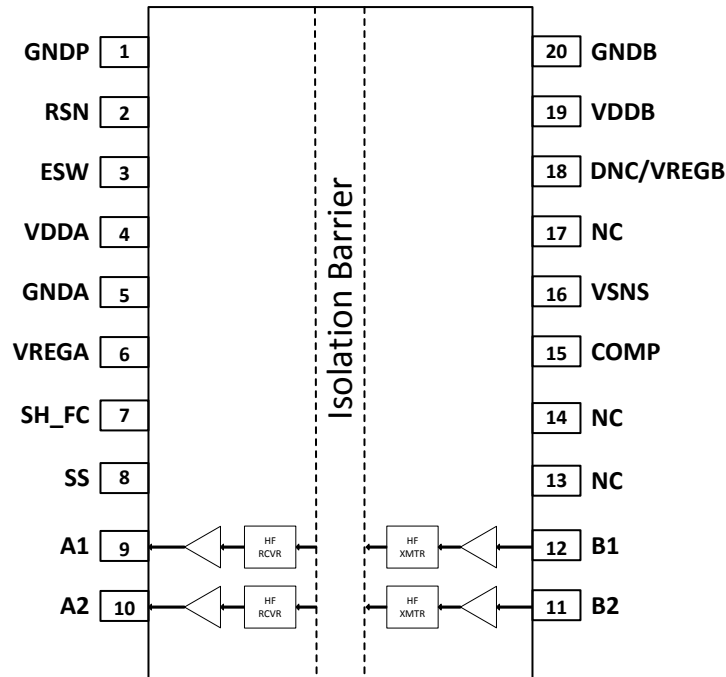 GNDP 1
RSN 2
ESW 3
VDDA 4
GNDA 5
VREGA 6
SH_FC 7
SS 8
A1 9
HF
RCVR
A2 10
HF
RCVR
Isolation Barrier
20 GNDB
19 VDDB
18 DNC/VREGB
17 NC
16 VSNS
15 COMP
14 NC
13 NC
HF
XMTR
12 B1
HF
XMTR
11 B2